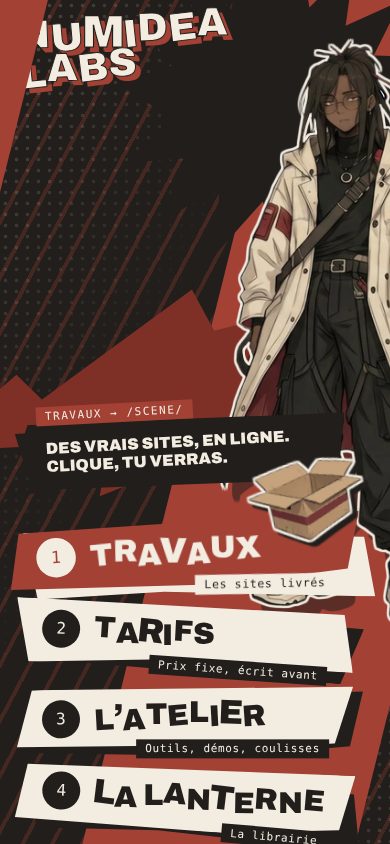 NUMIDEA
LABS
TRAVAUX → /SCENE/
DES VRAIS SITES, EN LIGNE.
CLIQUE, TU VERRAS.
1 TRAVAUX
Les sites livrés
2 TARIFS
Prix fixe, écrit avant
3 L’ATELIER
Outils, démos, coulisses
4 LA LANTERNE
La librairie